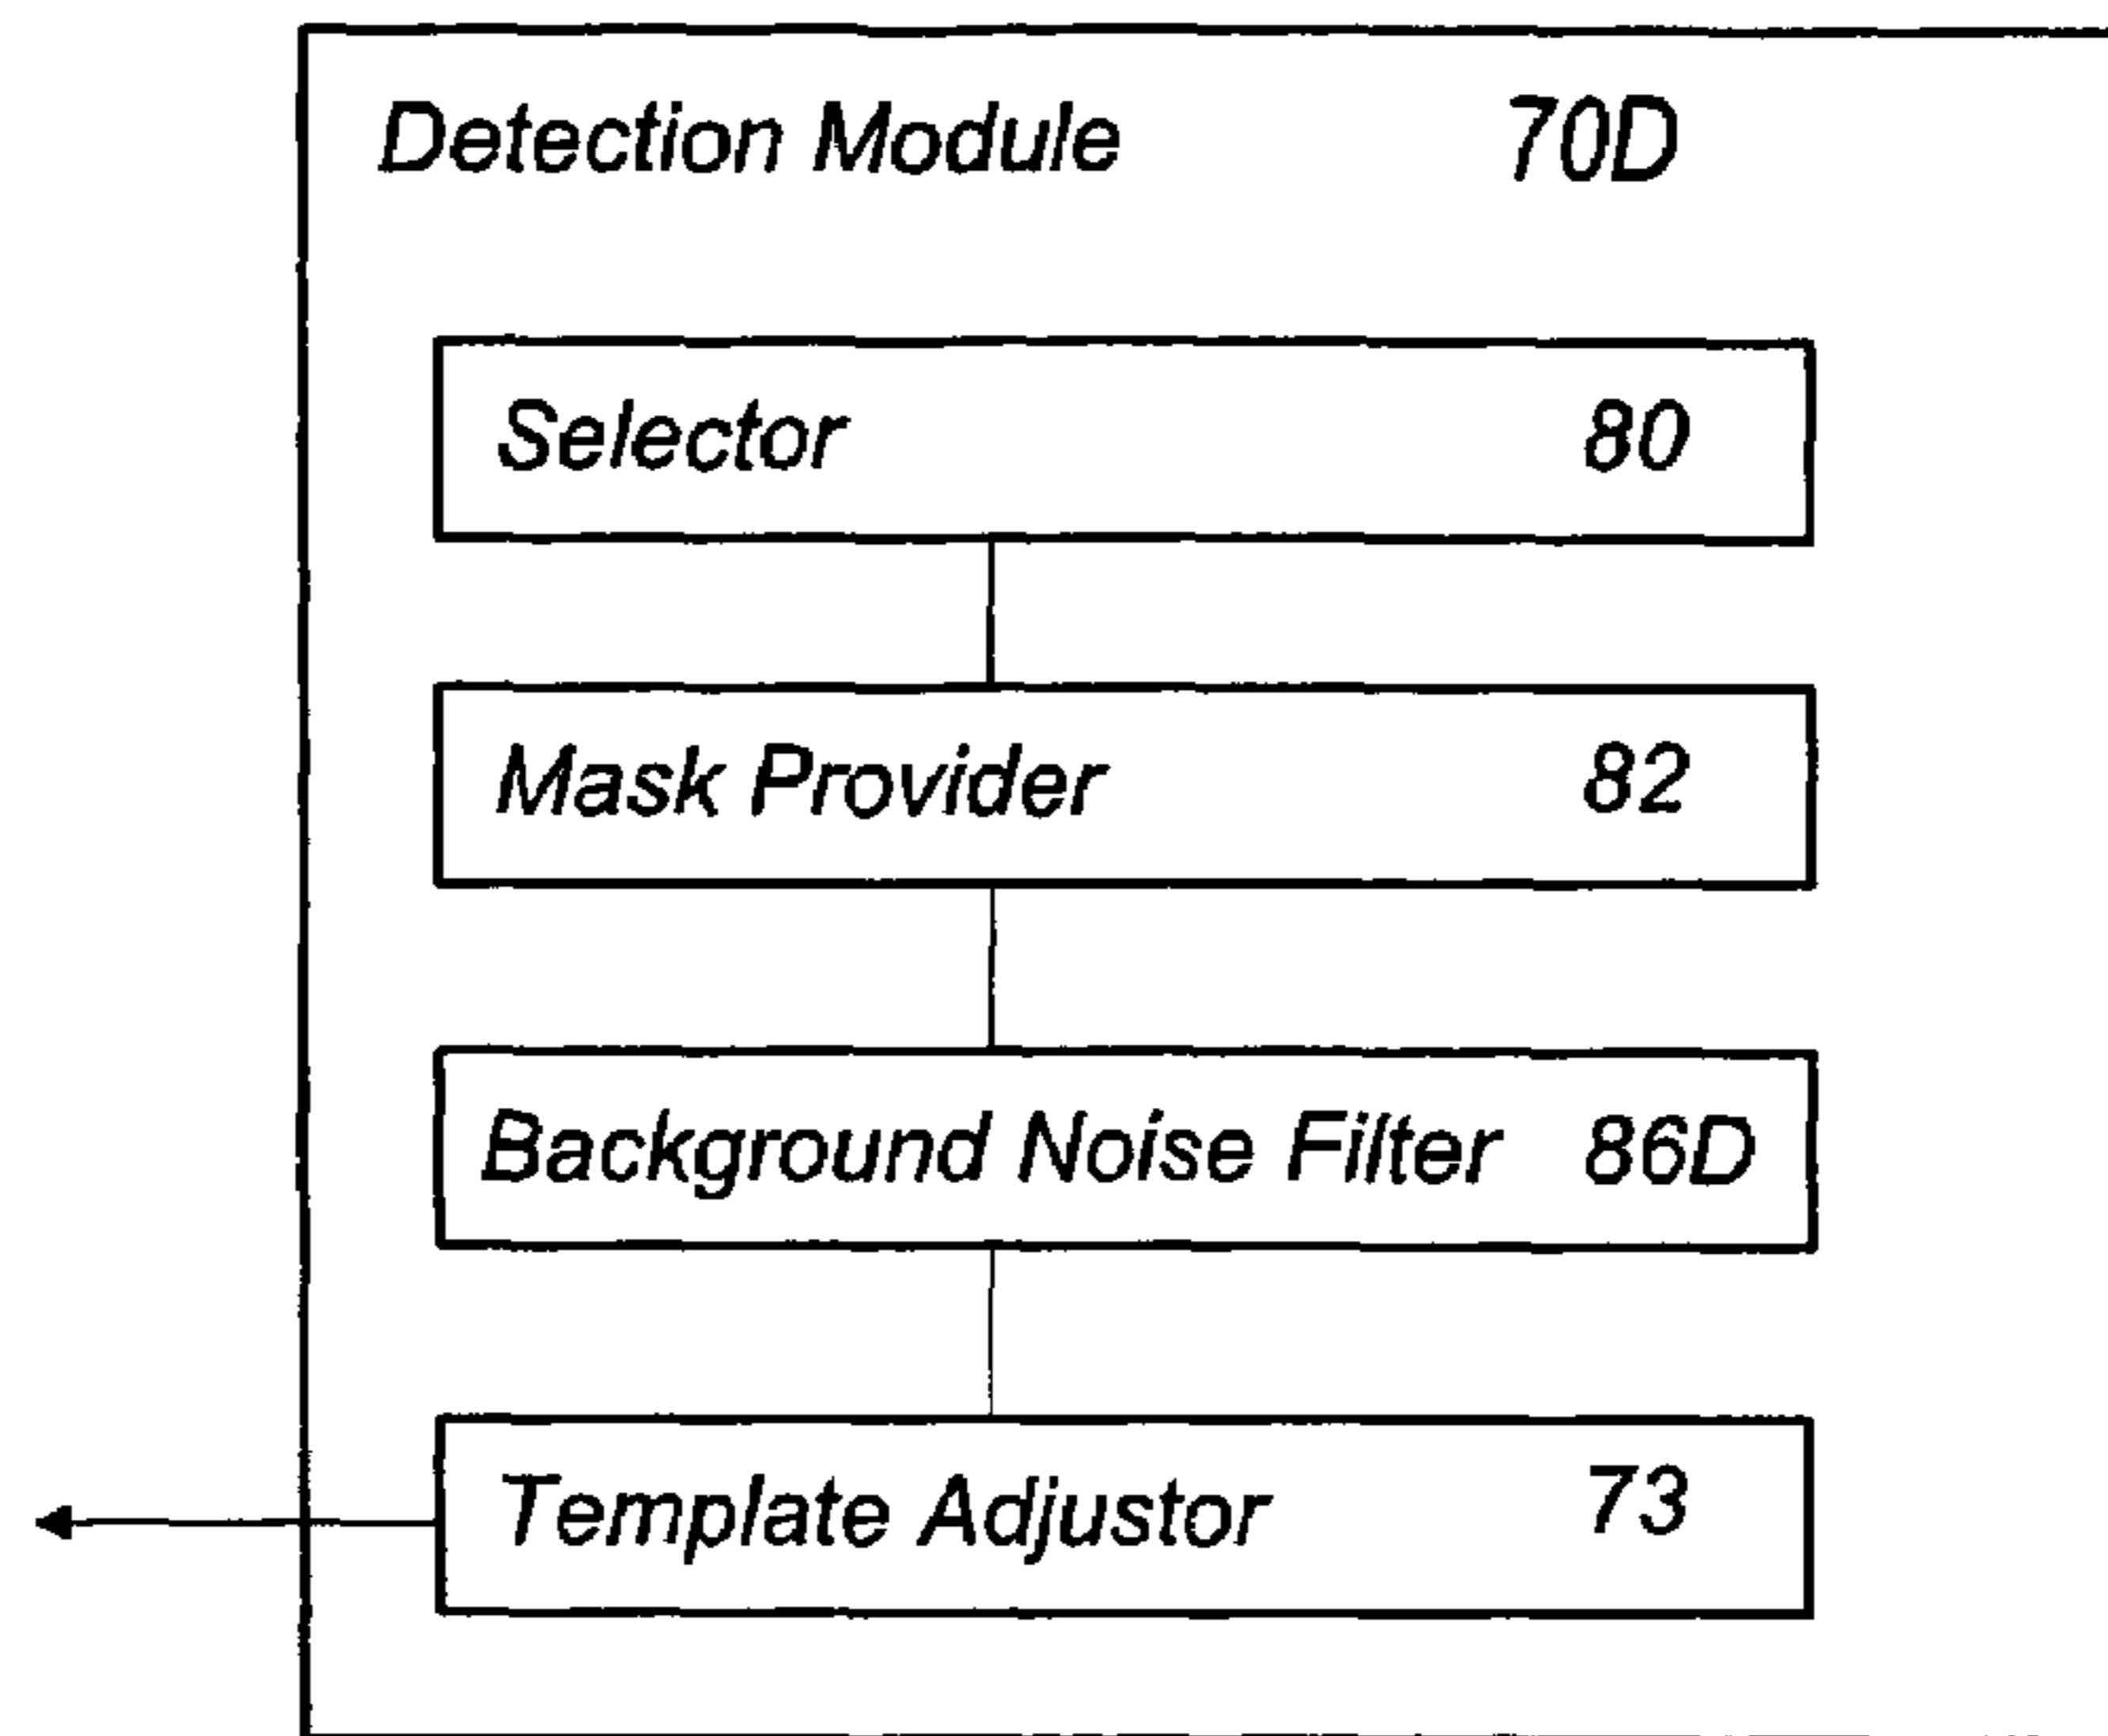 Detection Module 70D
Selector 80
Mask Provider 82
Background Noise Filter 86D
Template Adjustor 73